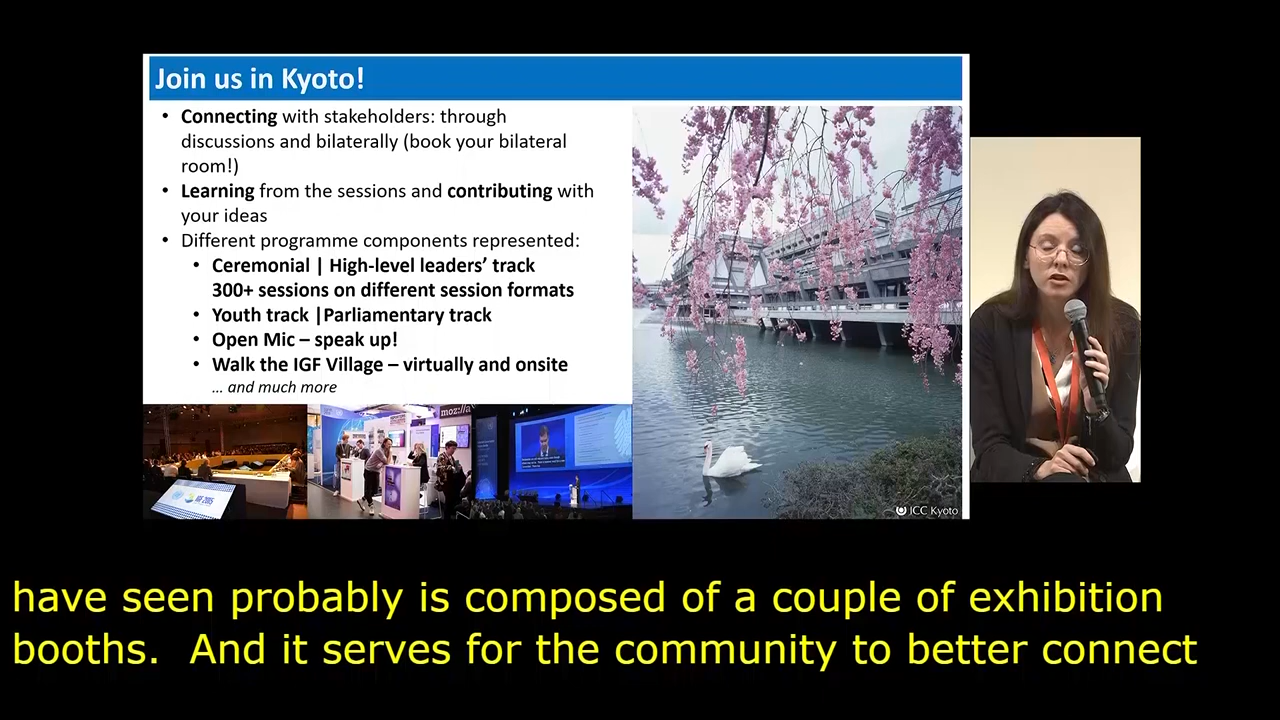 Join us in Kyoto!
• Connecting with stakeholders: through
discussions and bilaterally (book your bilateral
room!)
• Learning from the sessions and contributing with
your ideas
• Different programme components represented:
• Ceremonial | High-level leaders’ track
300+ sessions on different session formats
• Youth track |Parliamentary track
• Open Mic – speak up!
• Walk the IGF Village – virtually and onsite
... and much more
moz://a
IGF 2015
ICC Kyoto
have seen probably is composed of a couple of exhibition
booths.  And it serves for the community to better connect